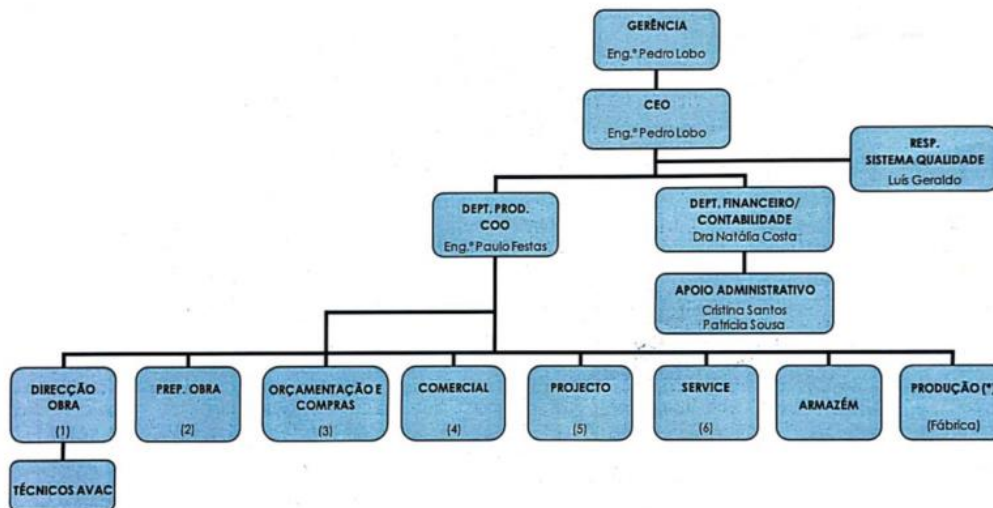 GERÊNCIA
Eng.º Pedro Lobo
CEO
Eng.º Pedro Lobo
RESP.
SISTEMA QUALIDADE
Luís Geraldo
DEPT. PROD.
COO
Eng.º Paulo Festas
DEPT. FINANCEIRO/
CONTABILIDADE
Dra Natália Costa
APOIO ADMINISTRATIVO
Cristina Santos
Patricia Sousa
DIRECÇÃO
OBRA
(1)
PREP. OBRA
(2)
ORÇAMENTAÇÃO E
COMPRAS
(3)
COMERCIAL
(4)
PROJECTO
(5)
SERVICE
(6)
ARMAZÉM
PRODUÇÃO (*)
(Fábrica)
TÉCNICOS AVAC